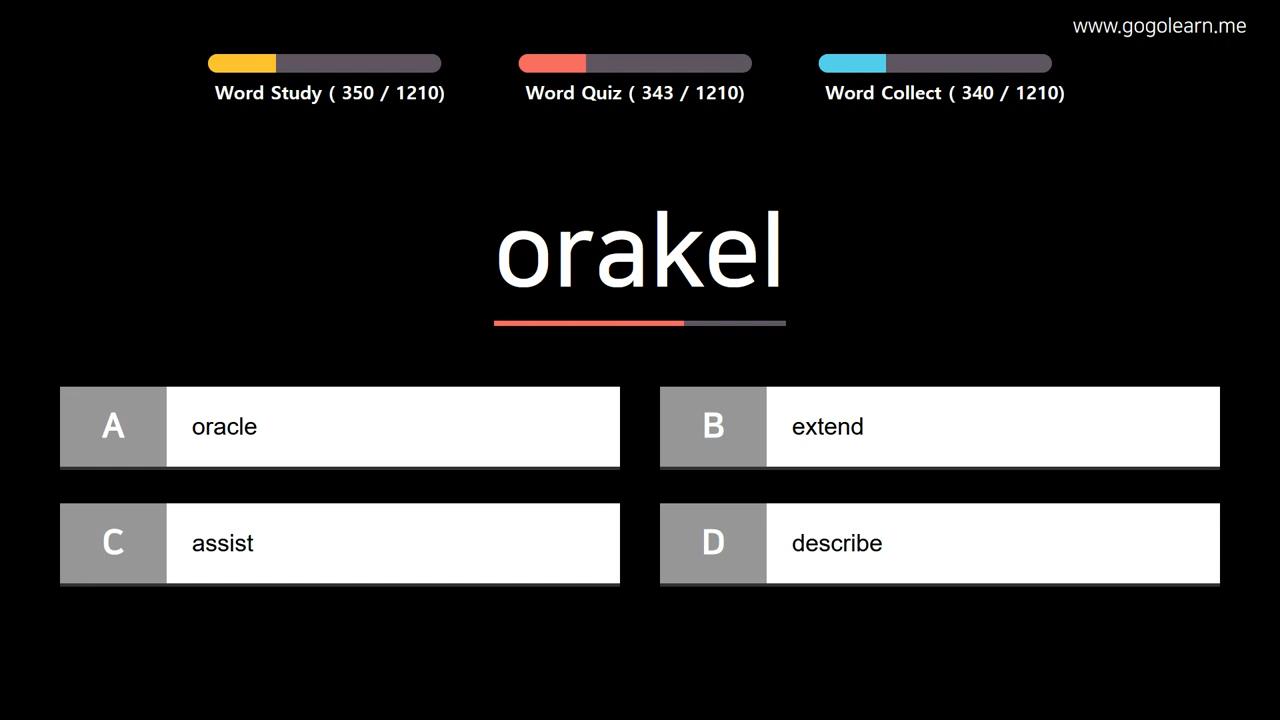 www.gogolearn.me
Word Study ( 350 / 1210)
Word Quiz ( 343 / 1210)
Word Collect ( 340 / 1210)
orakel
A oracle
B extend
C assist
D describe